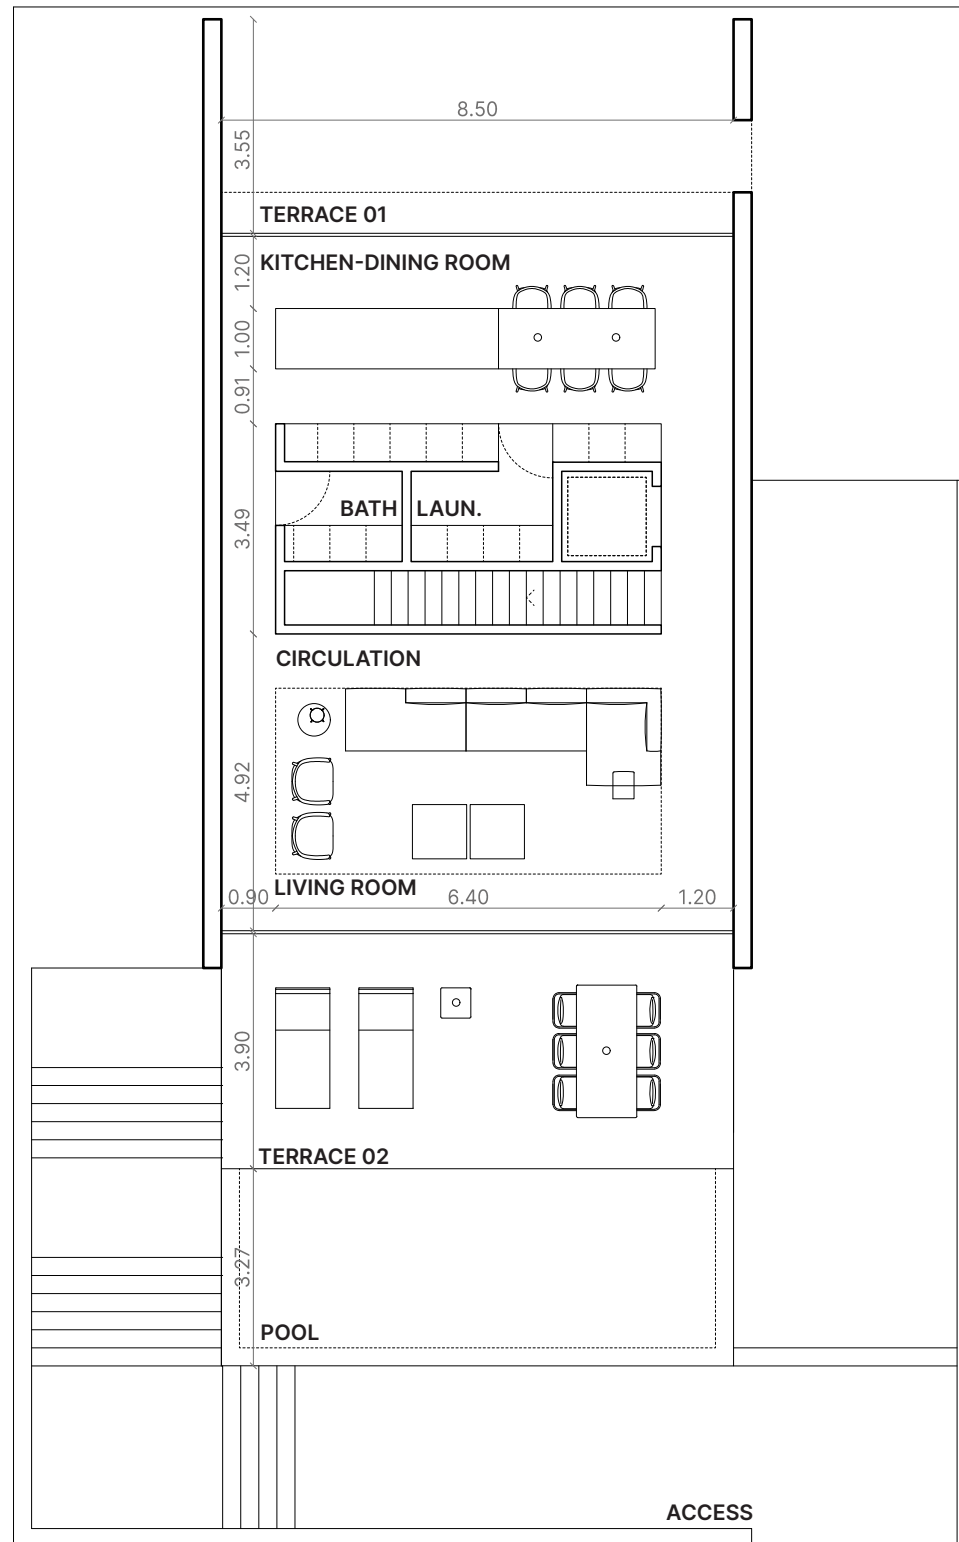 8.50
3.55
TERRACE 01
1.20
KITCHEN-DINING ROOM
1.00
0.91
BATH
LAUN.
3.49
CIRCULATION
4.92
LIVING ROOM
0.90
6.40
1.20
3.90
TERRACE 02
3.27
POOL
ACCESS